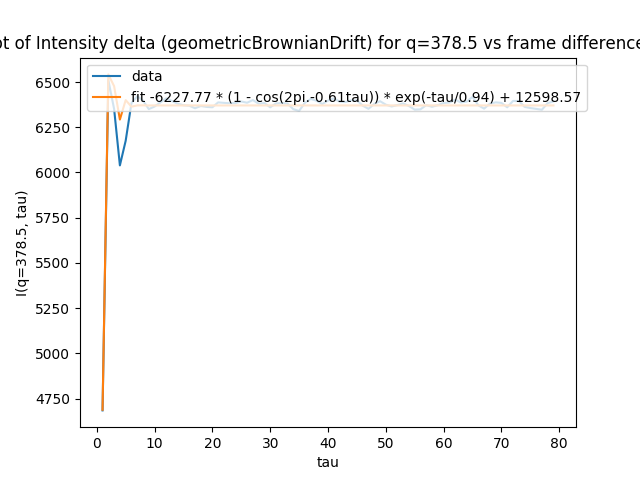 ot of Intensity delta (geometricBrownianDrift) for q=378.5 vs frame difference
data
fit -6227.77 * (1 - cos(2pi.-0.61tau)) * exp(-tau/0.94) + 12598.57
6500
6250
6000
5750
5500
5250
5000
4750
I(q=378.5, tau)
0 10 20 30 40 50 60 70 80
tau